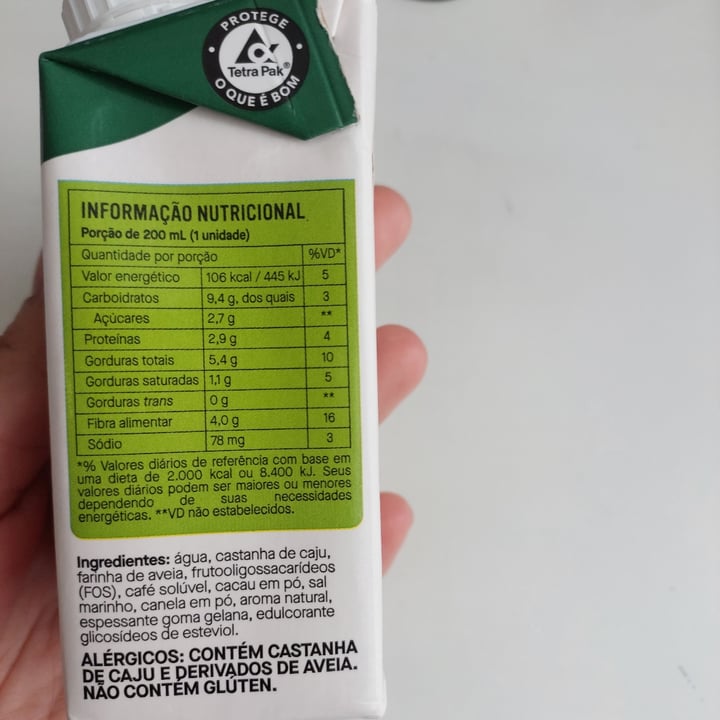 PROTEGE
Tetra Pak®
O QUE É BOM
INFORMAÇÃO NUTRICIONAL
Porção de 200 mL (1 unidade)
Quantidade por porção %VD*
Valor energético 106 kcal / 445 kJ 5
Carboidratos 9,4 g, dos quais 3
Açúcares 2,7 g **
Proteínas 2,9 g 4
Gorduras totais 5,4 g 10
Gorduras saturadas 1,1 g 5
Gorduras trans 0 g **
Fibra alimentar 4,0 g 16
Sódio 78 mg 3
*% Valores diários de referência com base em
uma dieta de 2.000 kcal ou 8.400 kJ. Seus
valores diários podem ser maiores ou menores
dependendo de suas necessidades
energéticas. **VD não estabelecidos.
Ingredientes: água, castanha de caju,
farinha de aveia, frutooligossacarídeos
(FOS), café solúvel, cacau em pó, sal
marinho, canela em pó, aroma natural,
espessante goma gelana, edulcorante
glicosídeos de esteviol.
ALÉRGICOS: CONTÉM CASTANHA
DE CAJU E DERIVADOS DE AVEIA.
NÃO CONTÉM GLÚTEN.